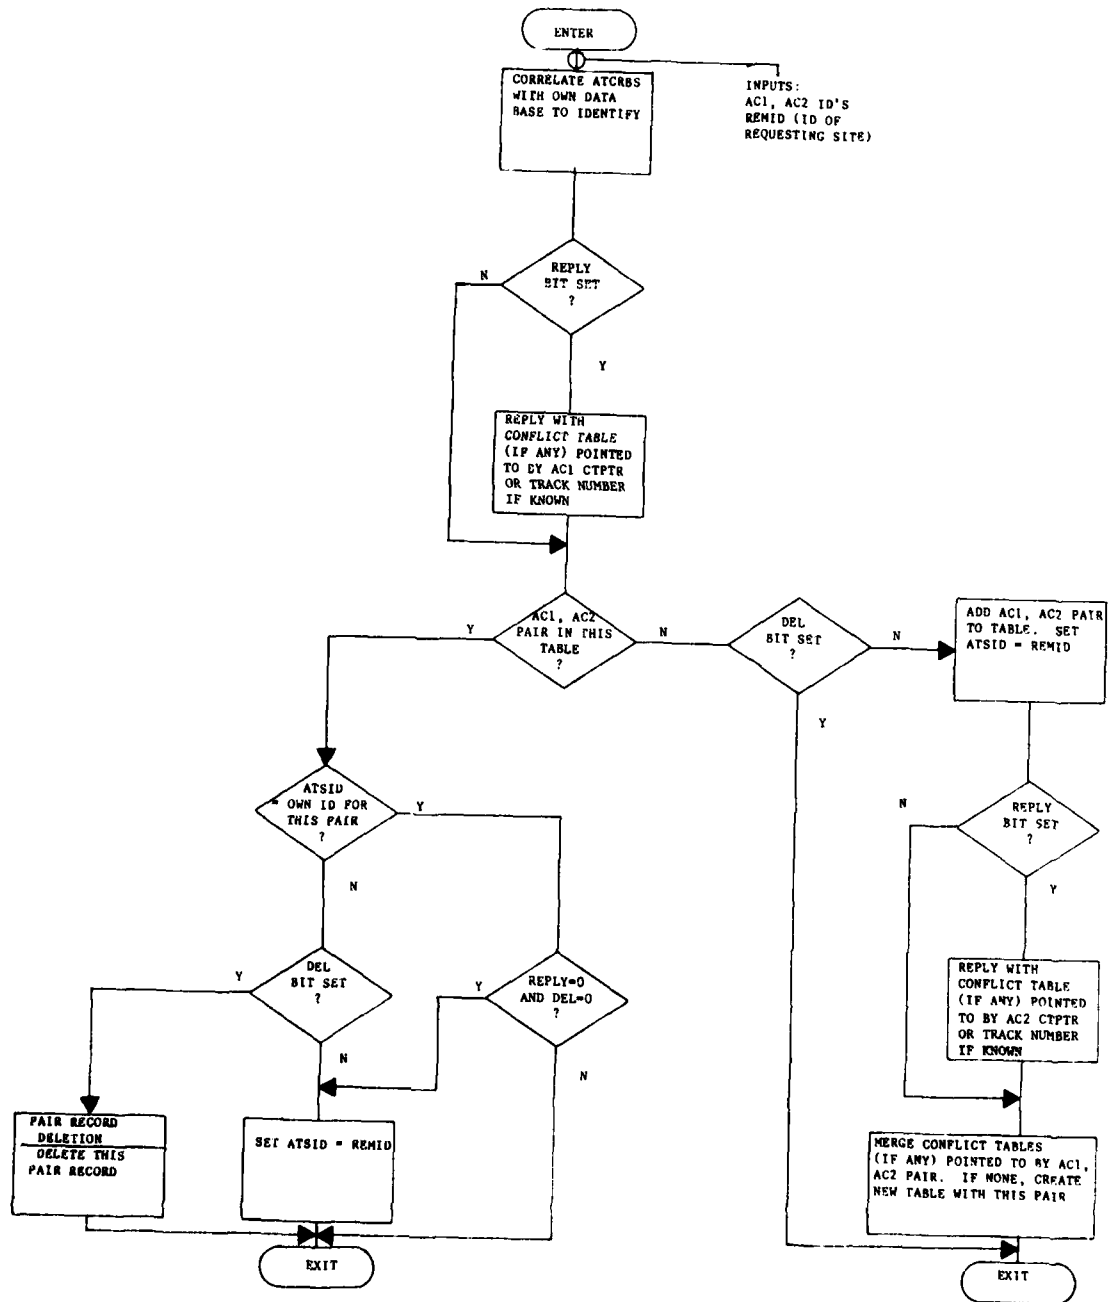 ENTER
INPUTS:
AC1, AC2 ID'S
REMID (ID OF
REQUESTING SITE)
CORRELATE ATCRBS
WITH OWN DATA
BASE TO IDENTIFY
N
REPLY
BIT SET
?
Y
REPLY WITH
CONFLICT TABLE
(IF ANY) POINTED
TO BY AC1 CTPTR
OR TRACK NUMBER
IF KNOWN
Y
AC1, AC2
PAIR IN THIS
TABLE
?
N
DEL
BIT SET
?
N
Y
ADD AC1, AC2 PAIR
TO TABLE. SET
ATSID = REMID
ATSID
= OWN ID FOR
THIS PAIR
?
Y
N
N
REPLY
BIT SET
?
Y
Y
DEL
BIT SET
?
N
Y
REPLY=0
AND DEL=0
?
N
REPLY WITH
CONFLICT TABLE
(IF ANY) POINTED
TO BY AC2 CTPTR
OR TRACK NUMBER
IF KNOWN
PAIR RECORD
DELETION
DELETE THIS
PAIR RECORD
SET ATSID = REMID
MERGE CONFLICT TABLES
(IF ANY) POINTED TO BY AC1,
AC2 PAIR. IF NONE, CREATE
NEW TABLE WITH THIS PAIR
EXIT
EXIT